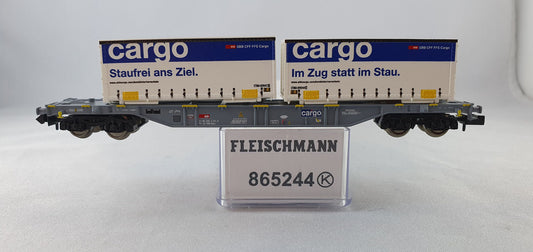 cargo
SBB CFF FFS Cargo
Staufrei ans Ziel.
cargo
SBB CFF FFS Cargo
Im Zug statt im Stau.
cargo
FLEISCHMANN
865244 K